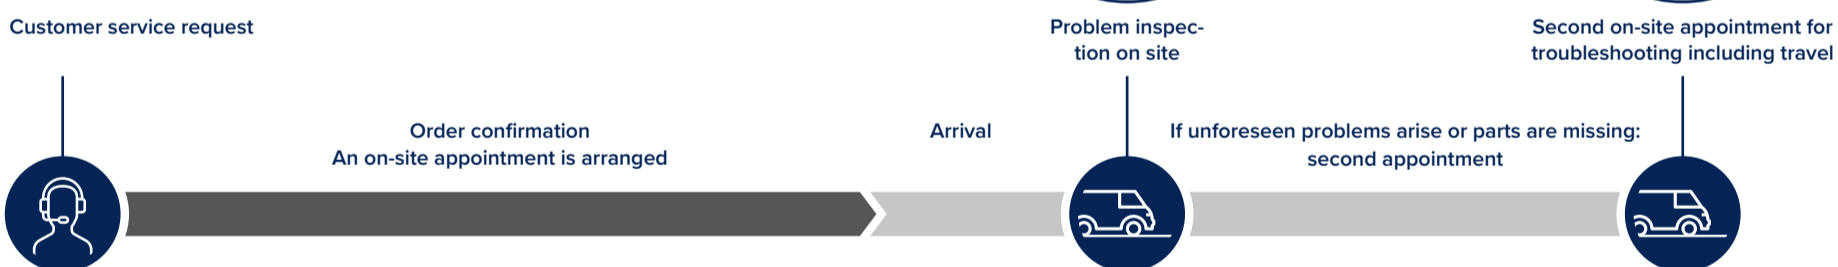 Customer service request
Problem inspec-
tion on site
Second on-site appointment for
troubleshooting including travel
Order confirmation
An on-site appointment is arranged
Arrival
If unforeseen problems arise or parts are missing:
second appointment